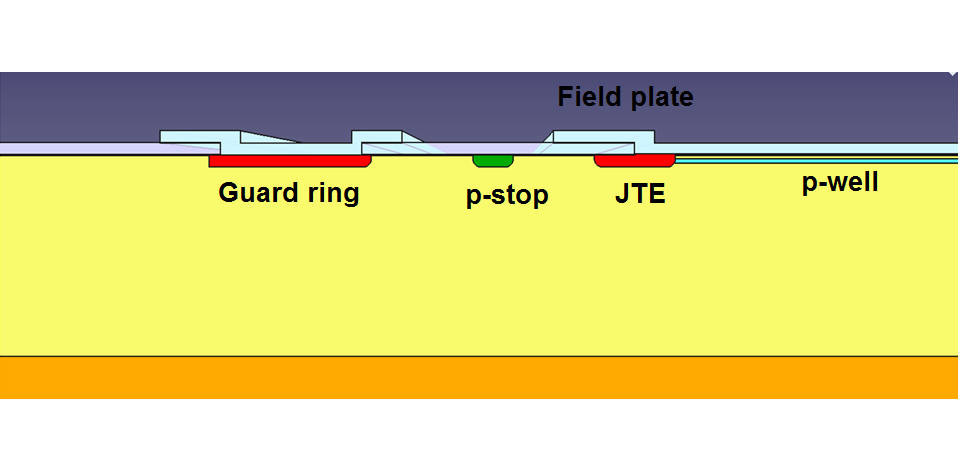 Field plate
Guard ring
p-stop
JTE
p-well